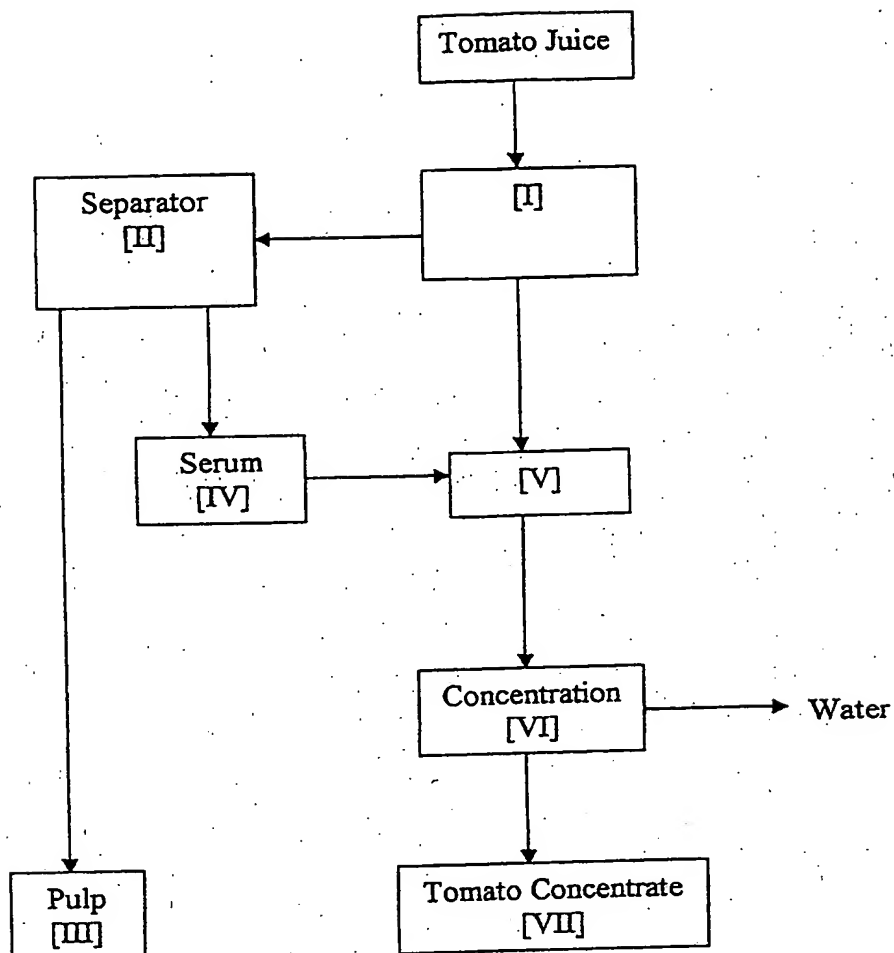 Tomato Juice
[I]
Separator
[II]
Serum
[IV]
[V]
Concentration
[VI]
Water
Tomato Concentrate
[VII]
Pulp
[III]